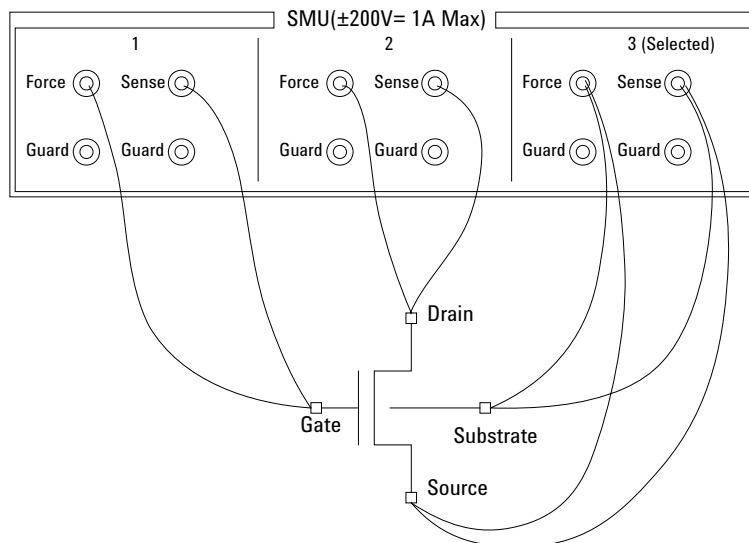 SMU(±200V= 1A Max)
1 2 3 (Selected)
Force Sense Force Sense Force Sense
Guard Guard Guard Guard Guard Guard
Drain
Gate Substrate
Source